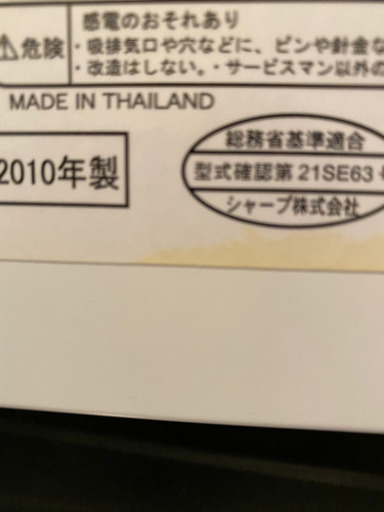 感電のおそれあり
⚠危険
・吸排気口や穴などに、ピンや針金な
・改造はしない。・サービスマン以外の
MADE IN THAILAND
2010年製
総務省基準適合
型式確認第 21SE63 号
シャープ株式会社